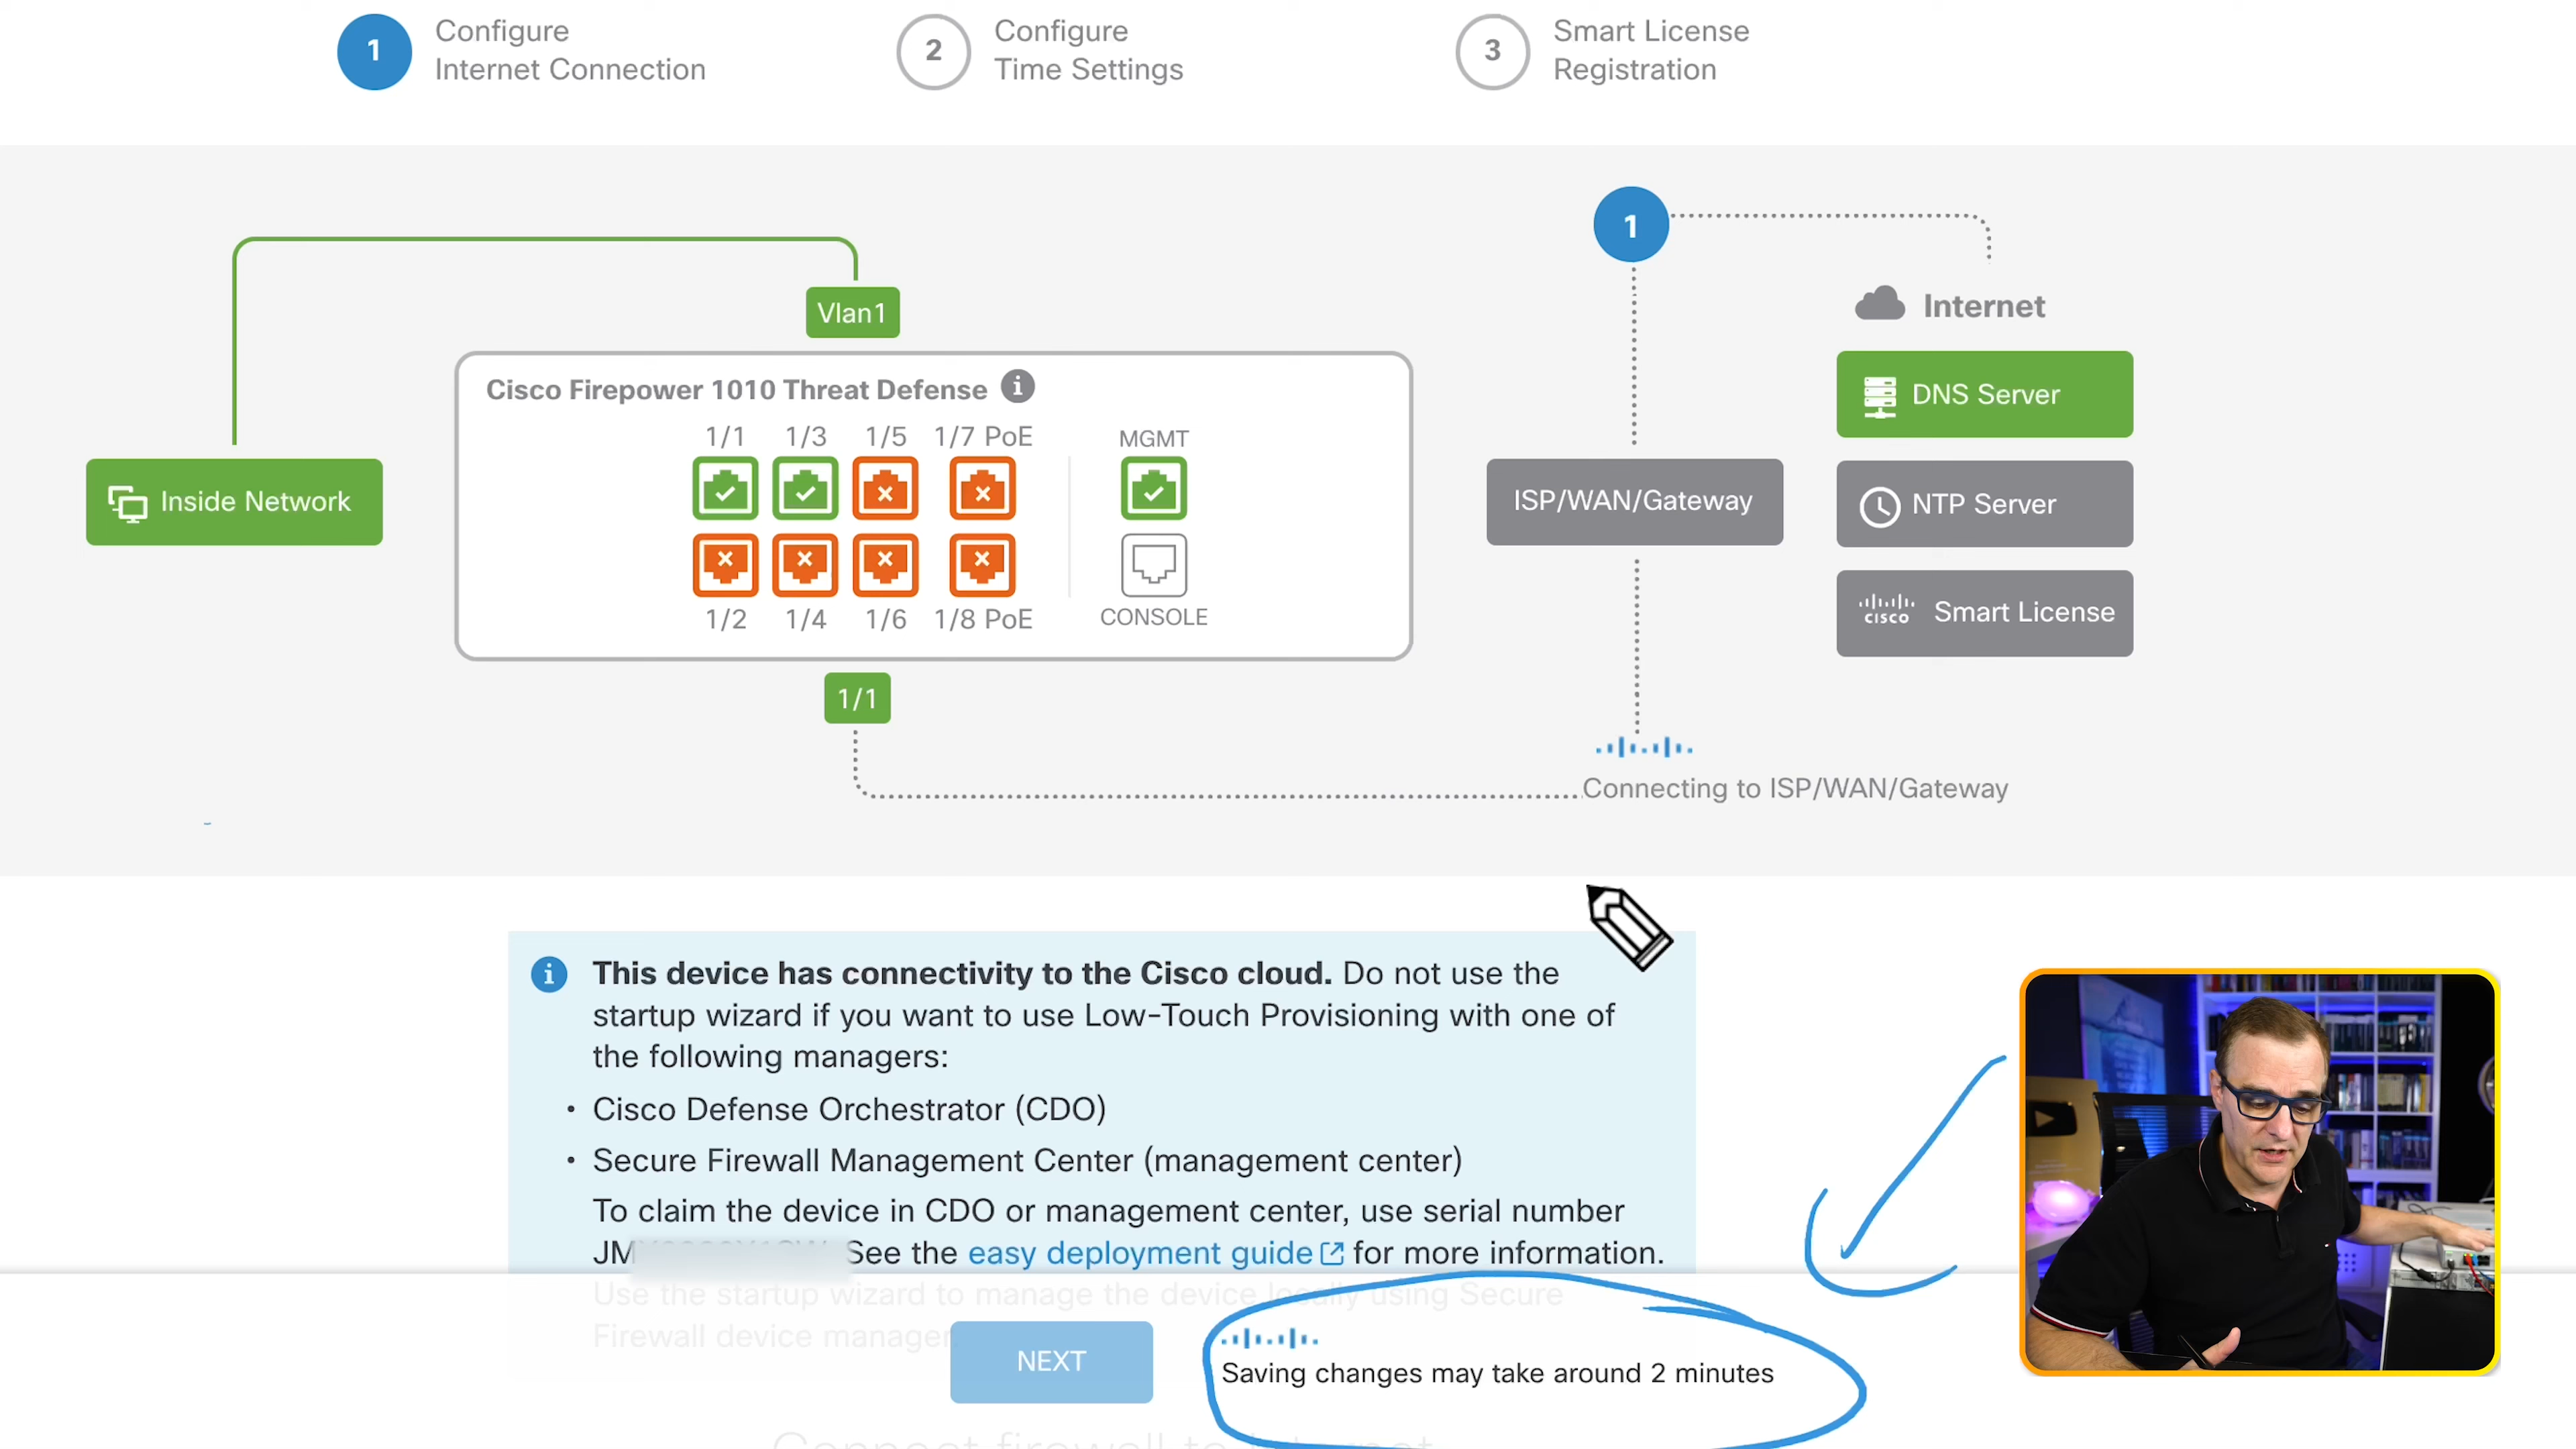 1
Configure
Internet Connection
2
Configure
Time Settings
3
Smart License
Registration
1
Internet
Vlan1
Cisco Firepower 1010 Threat Defense
1/1 1/3 1/5 1/7 PoE
MGMT
1/2 1/4 1/6 1/8 PoE
CONSOLE
Inside Network
ISP/WAN/Gateway
DNS Server
NTP Server
CISCO Smart License
1/1
Connecting to ISP/WAN/Gateway
This device has connectivity to the Cisco cloud. Do not use the
startup wizard if you want to use Low-Touch Provisioning with one of
the following managers:
• Cisco Defense Orchestrator (CDO)
• Secure Firewall Management Center (management center)
To claim the device in CDO or management center, use serial number
See the easy deployment guide for more information.
Use the startup wizard to manage the device locally using Secure
Firewall device manager
NEXT
Saving changes may take around 2 minutes
Connect firewall to Internet